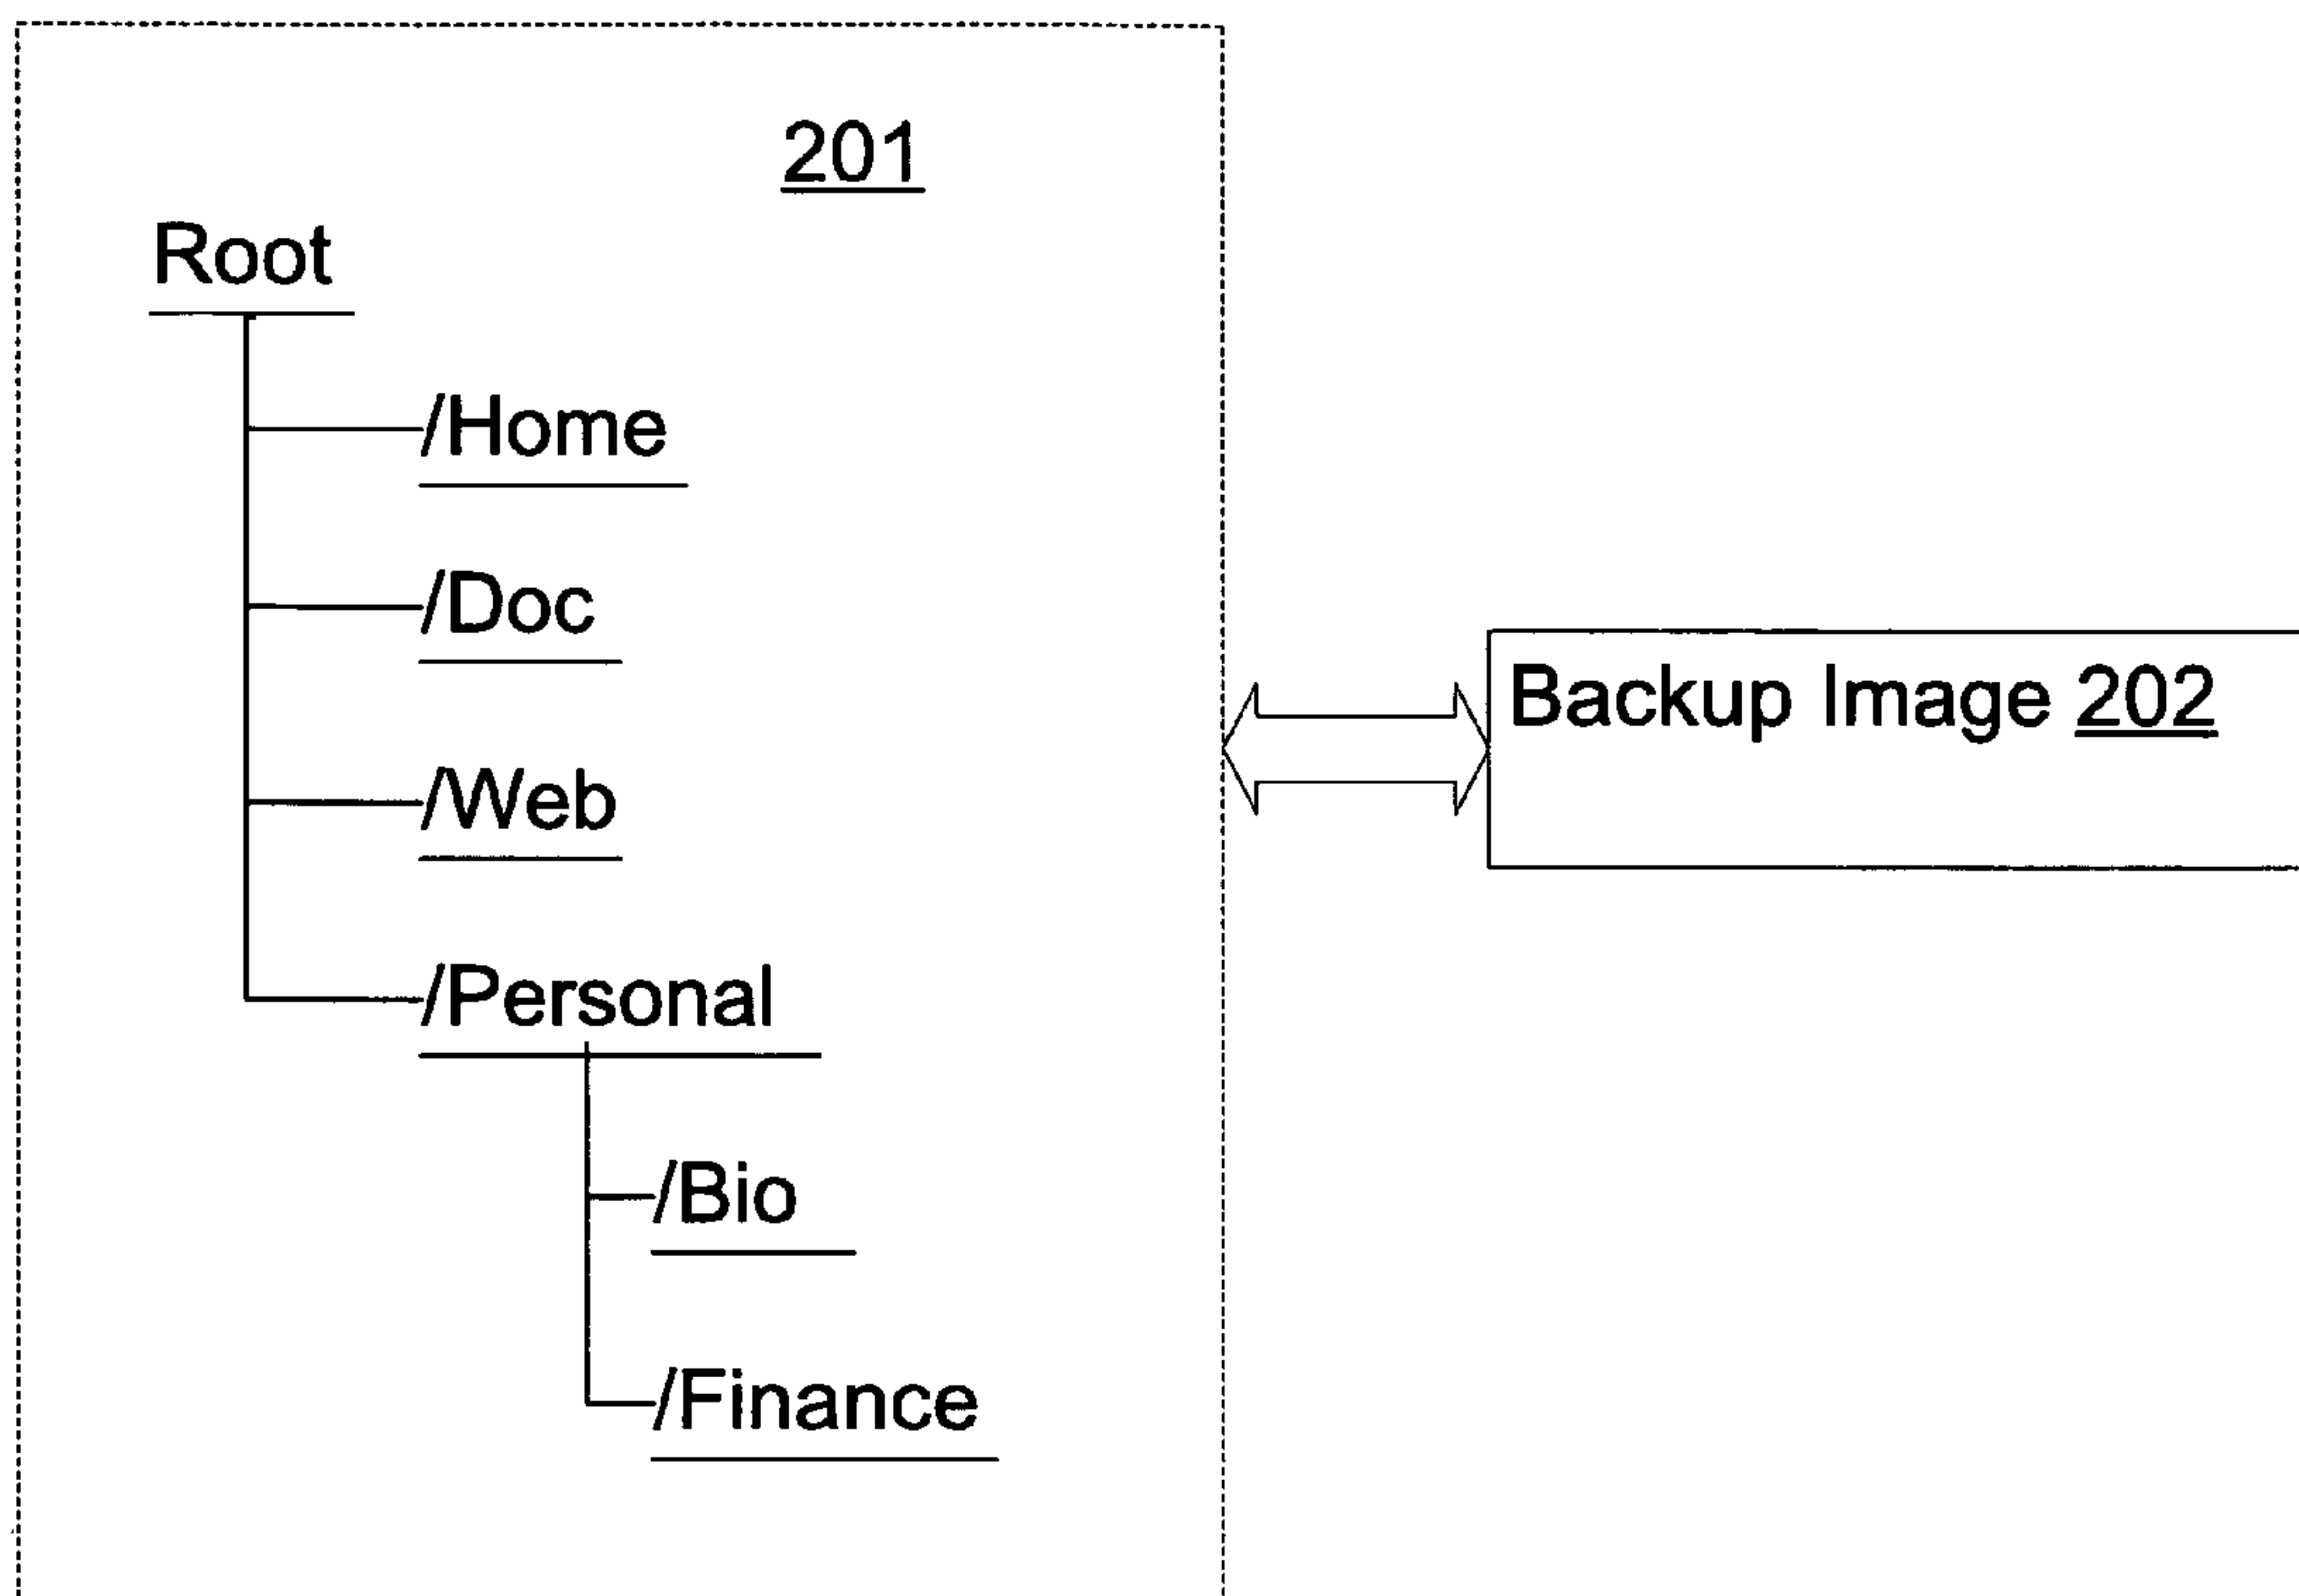 201
Root
/Home
/Doc
/Web
/Personal
/Bio
/Finance
Backup Image 202